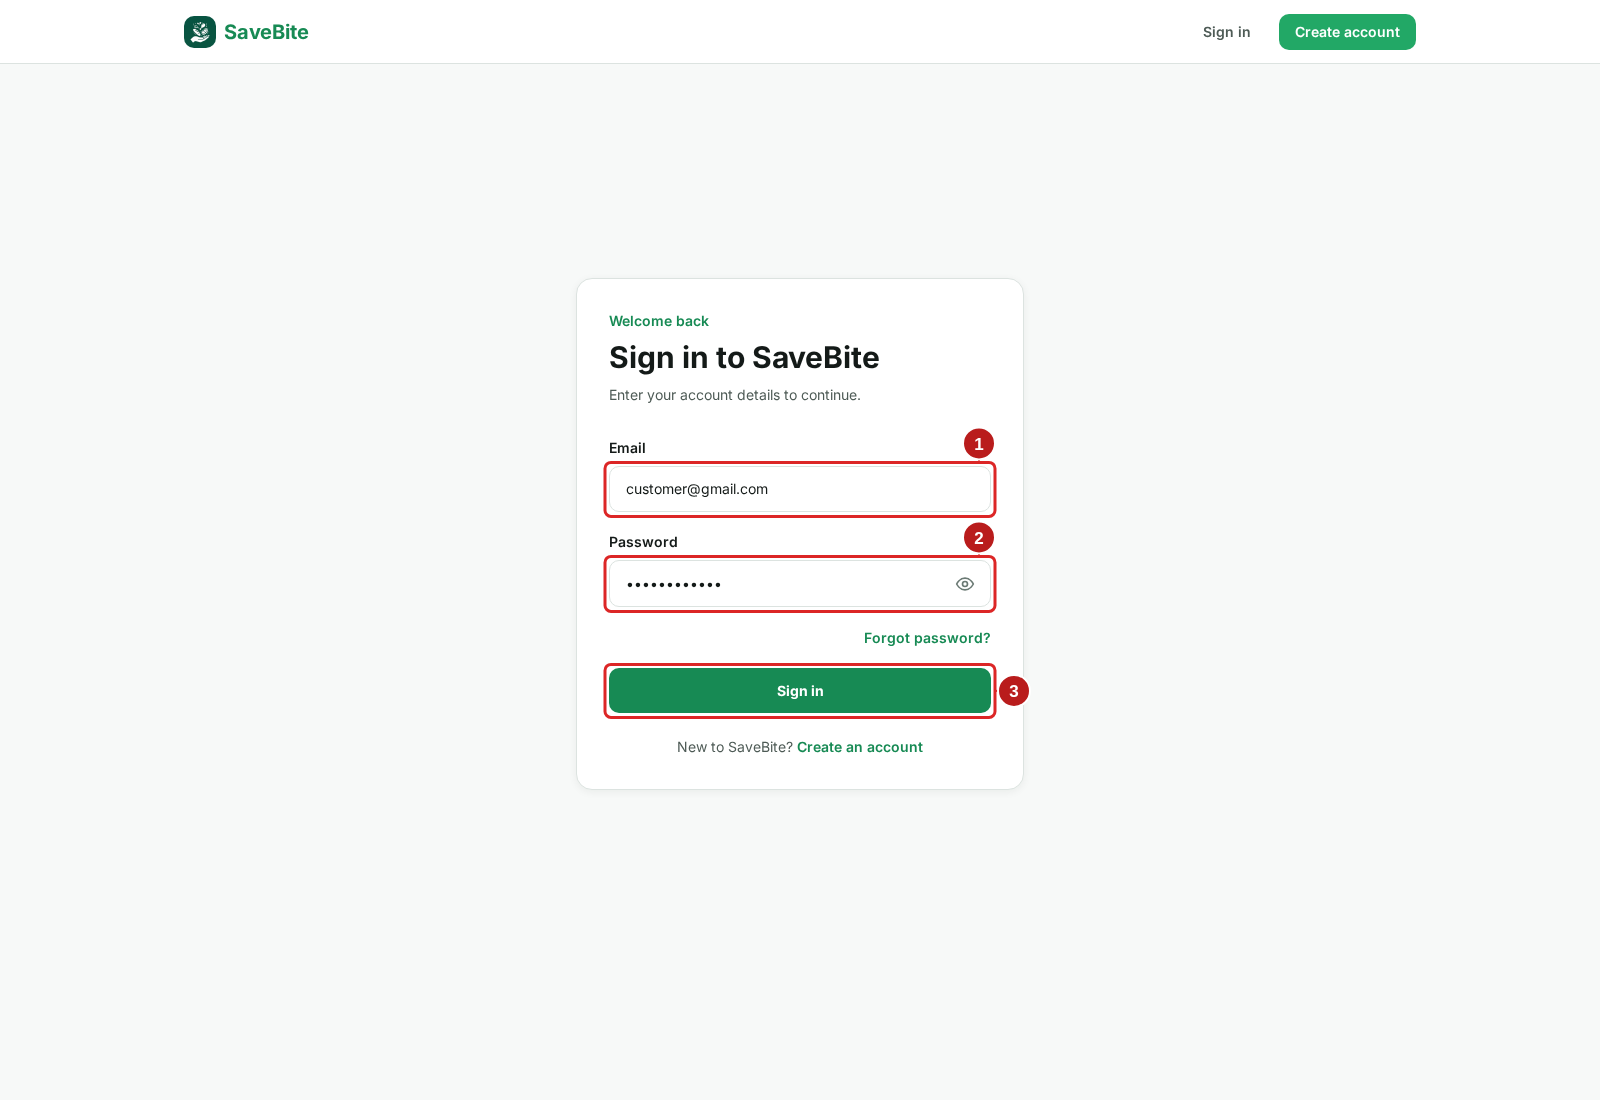 SaveBite
Sign in
Create account
Welcome back
Sign in to SaveBite
Enter your account details to continue.
Email
1
customer@gmail.com
Password
2
••••••••••••
Forgot password?
Sign in
3
New to SaveBite? Create an account